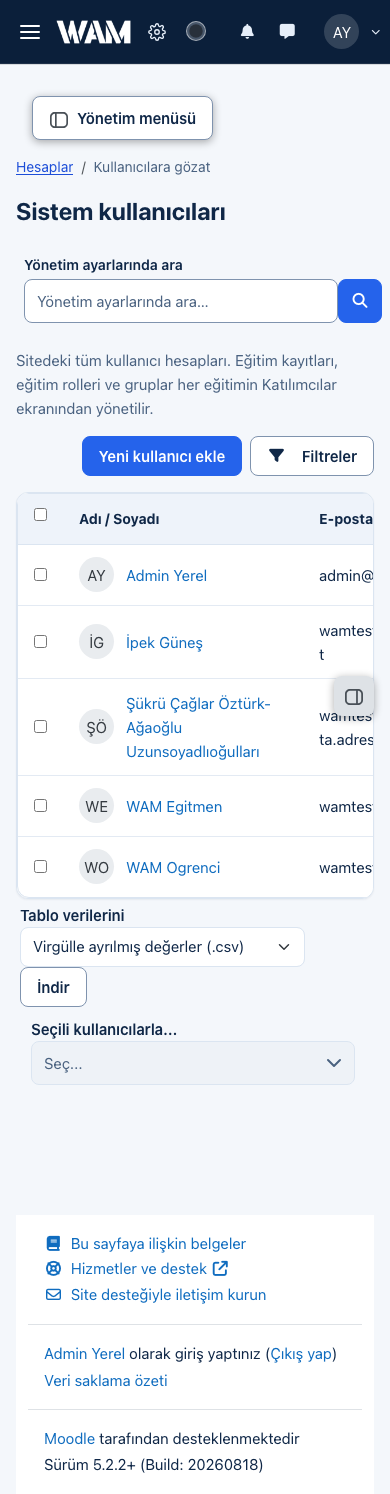 WAM
AY
Yönetim menüsü
Hesaplar / Kullanıcılara gözat
Sistem kullanıcıları
Yönetim ayarlarında ara
Yönetim ayarlarında ara...
Sitedeki tüm kullanıcı hesapları. Eğitim kayıtları,
eğitim rolleri ve gruplar her eğitimin Katılımcılar
ekranından yönetilir.
Yeni kullanıcı ekle
Filtreler
Adı / Soyadı E-posta
AY Admin Yerel admin@
İG İpek Güneş wamtest
t
ŞÖ Şükrü Çağlar Öztürk-
Ağaoğlu
Uzunsoyadlıoğulları
wamtest
ta.adres
WE WAM Egitmen wamtest
WO WAM Ogrenci wamtest
Tablo verilerini
Virgülle ayrılmış değerler (.csv)
İndir
Seçili kullanıcılarla...
Seç...
Bu sayfaya ilişkin belgeler
Hizmetler ve destek
Site desteğiyle iletişim kurun
Admin Yerel olarak giriş yaptınız (Çıkış yap)
Veri saklama özeti
Moodle tarafından desteklenmektedir
Sürüm 5.2.2+ (Build: 20260818)